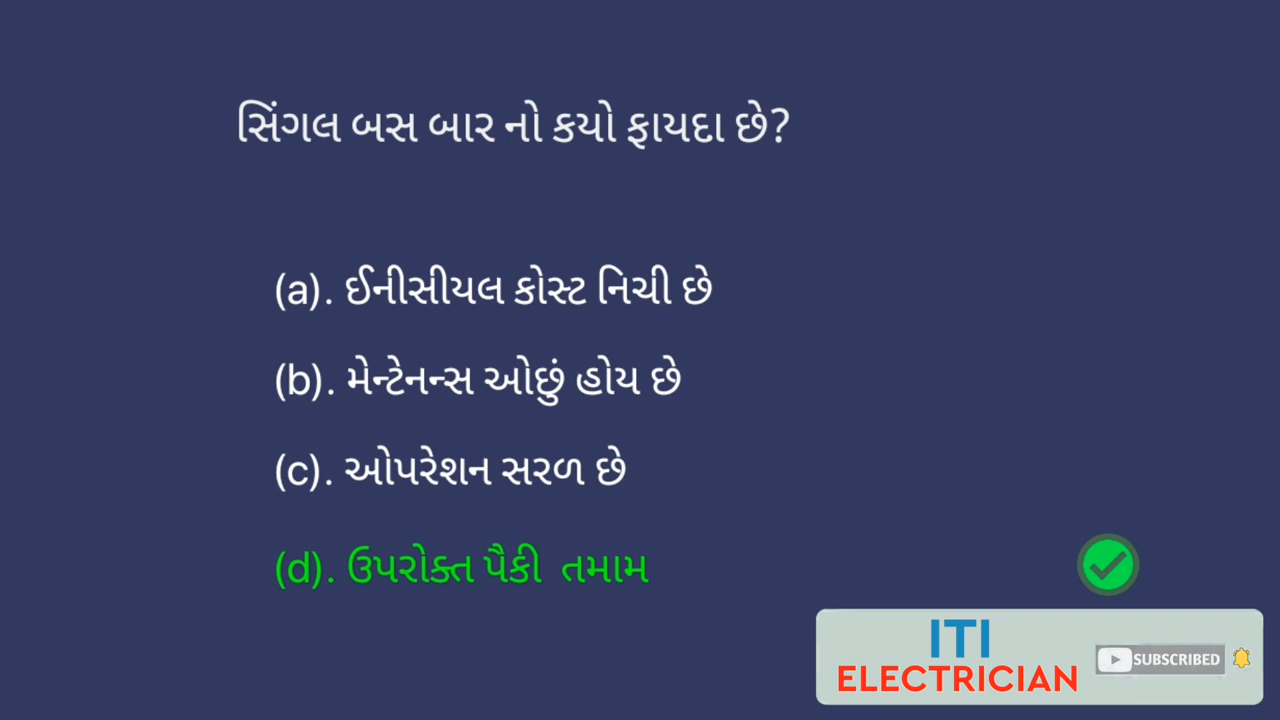 સિંગલ બસ બાર નો કયો ફાયદા છે?
(a). ઈનીસીયલ કોસ્ટ નિચી છે
(b). મેન્ટેનન્સ ઓછું હોય છે
(c). ઓપરેશન સરળ છે
(d). ઉપરોક્ત પૈકી તમામ
ITI
ELECTRICIAN
SUBSCRIBED